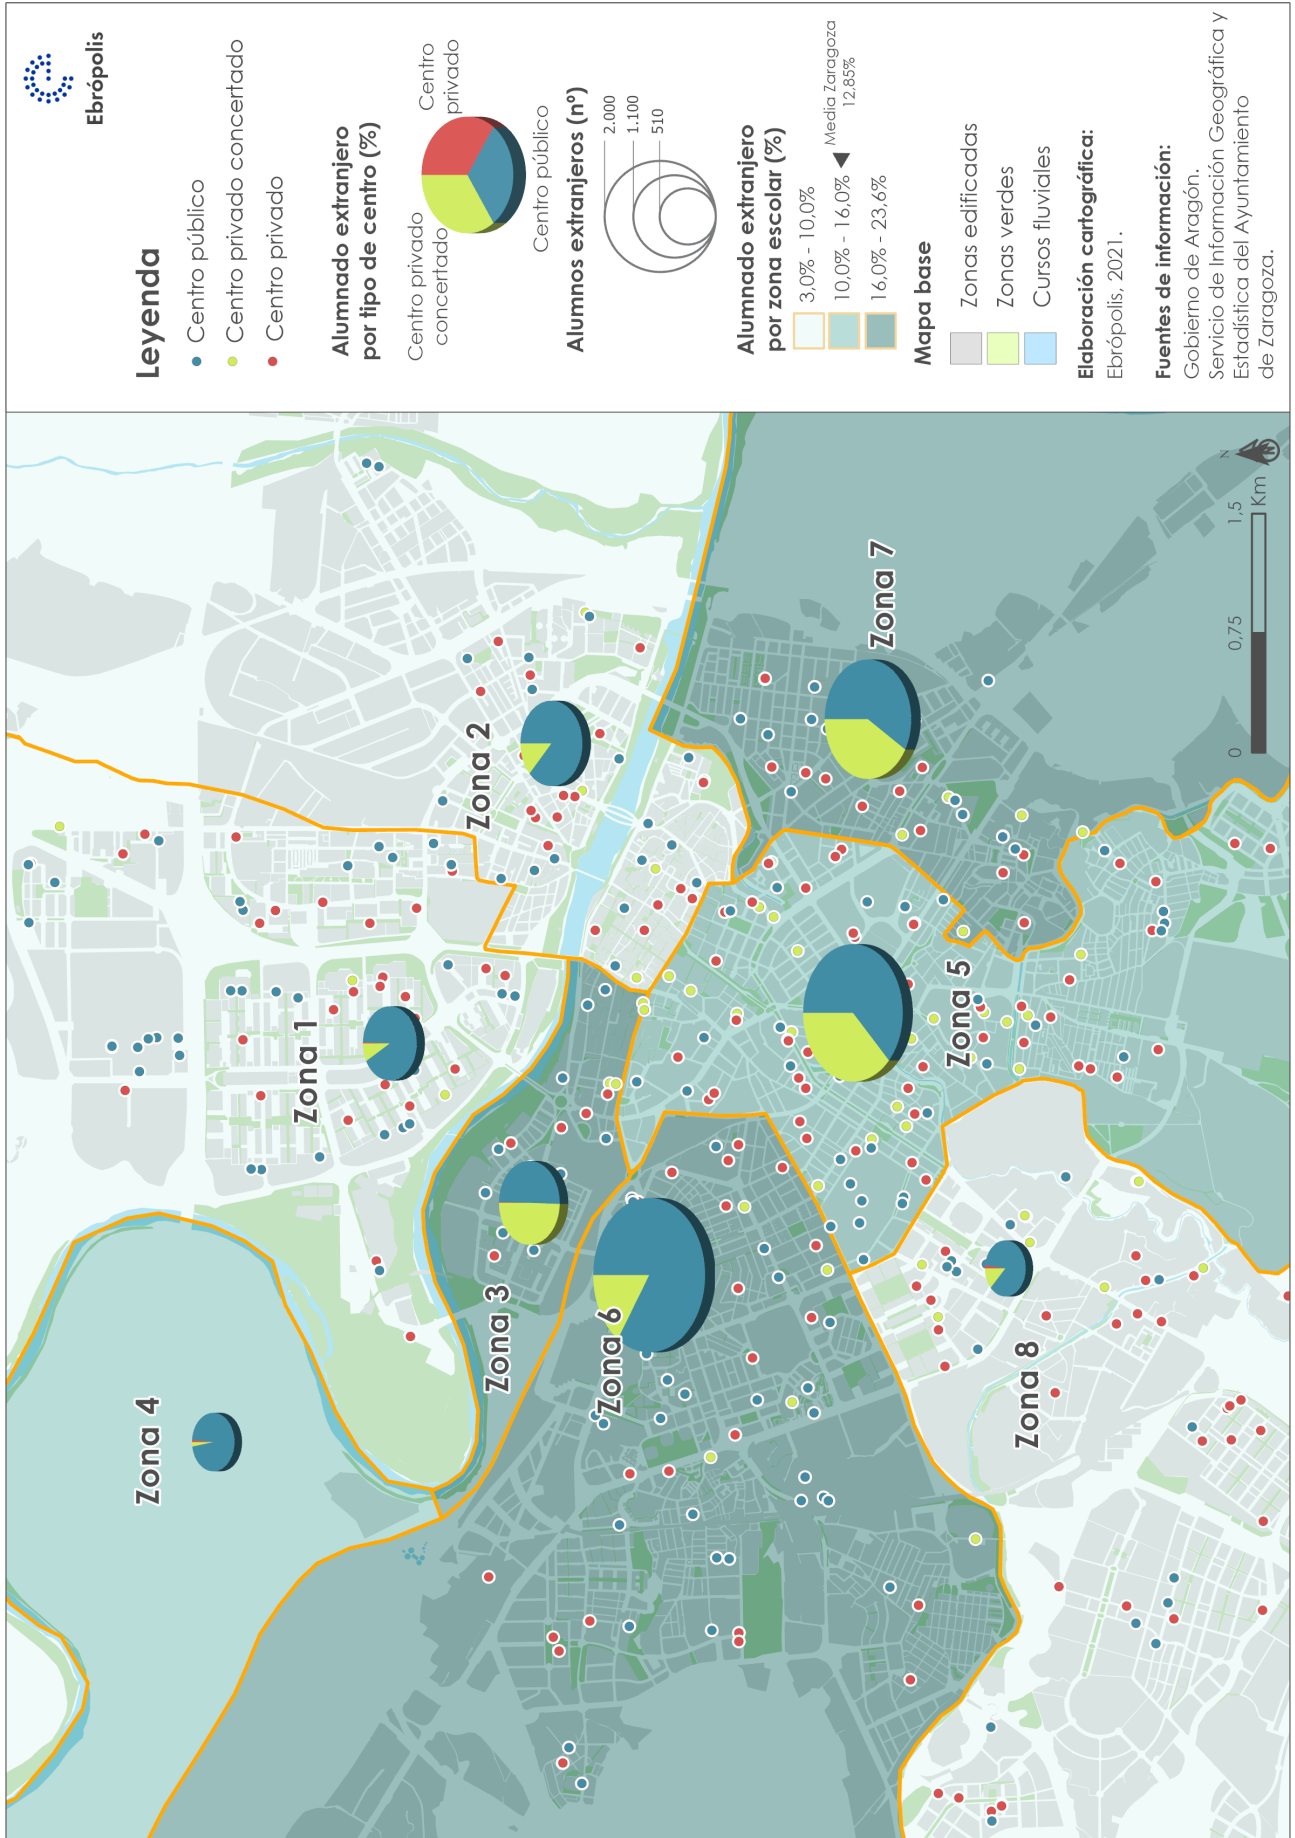 Ebrópolis
Leyenda
Centro público
Centro privado concertado
Centro privado
Alumnado extranjero
por tipo de centro (%)
Centro privado
concertado
Centro
privado
Centro público
Alumnos extranjeros (nº)
2.000
1.100
510
Alumnado extranjero
por zona escolar (%)
3,0% - 10,0%
10,0% - 16,0%
Media Zaragoza
12,85%
16,0% - 23,6%
Mapa base
Zonas edificadas
Zonas verdes
Cursos fluviales
Elaboración cartográfica:
Ebrópolis, 2021.
Fuentes de información:
Gobierno de Aragón.
Servicio de Información Geográfica y
Estadística del Ayuntamiento
de Zaragoza.
Zona 4
Zona 1
Zona 2
Zona 3
Zona 6
Zona 7
Zona 5
Zona 8
N
0
0,75
1,5
Km